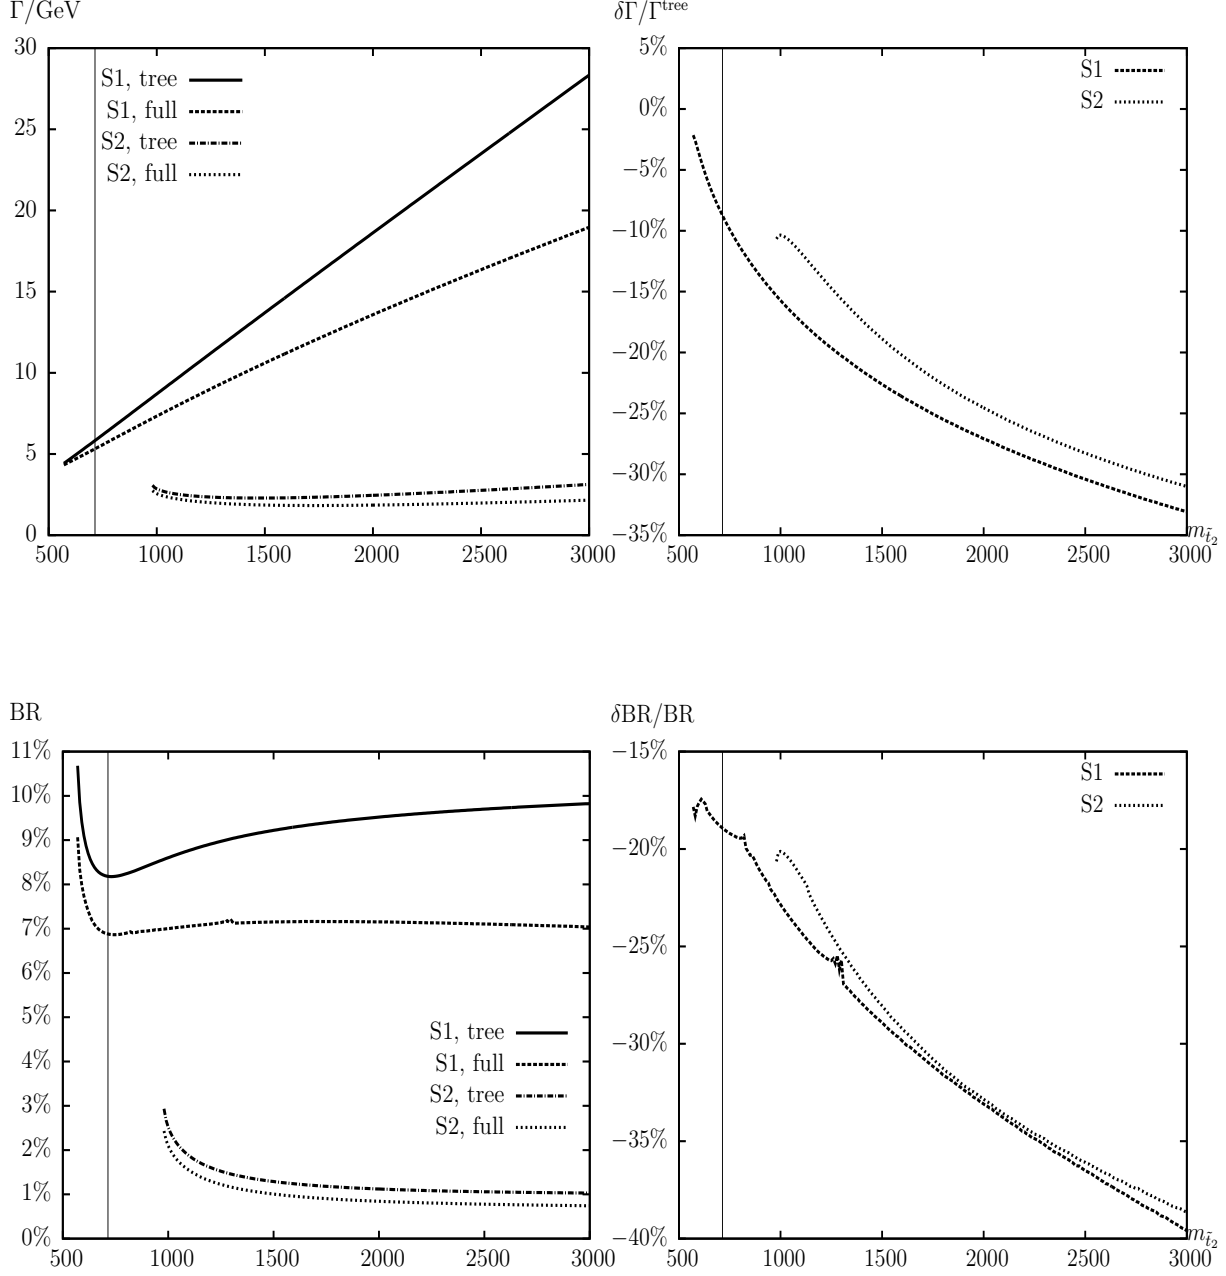 Γ/GeV
30
25
20
15
10
5
0
500 1000 1500 2000 2500 3000
S1, tree
S1, full
S2, tree
S2, full
δΓ/Γ^tree
5%
0%
−5%
−10%
−15%
−20%
−25%
−30%
−35%
500 1000 1500 2000 2500 3000
m_t̃₂
S1
S2
BR
11%
10%
9%
8%
7%
6%
5%
4%
3%
2%
1%
0%
500 1000 1500 2000 2500 3000
S1, tree
S1, full
S2, tree
S2, full
δBR/BR
−15%
−20%
−25%
−30%
−35%
−40%
500 1000 1500 2000 2500 3000
m_t̃₂
S1
S2